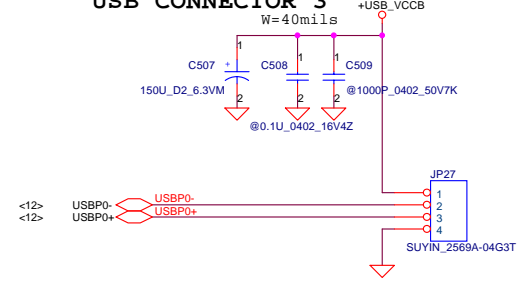 USB CONNECTOR 3
+USB_VCCB
W=40mils
1 1 1
C507 + C508 C509
150U_D2_6.3VM @1000P_0402_50V7K
2 2 2
@0.1U_0402_16V4Z
JP27
1
<12> USBP0- USBP0- 2
<12> USBP0+ USBP0+ 3
4
SUYIN_2569A-04G3T